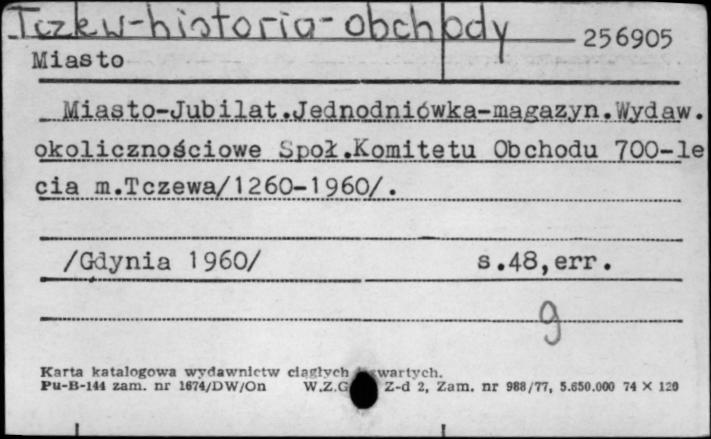 Tczew-historia-obchody
256905
Miasto
Miasto-Jubilat.Jednodniówka-magazyn.Wydaw.
okolicznościowe Społ.Komitetu Obchodu 700-le
cia m.Tczewa/1260-1960/.
/Gdynia 1960/ s.48,err.
g
Karta katalogowa wydawnictw ciągłych
Pu-B-144 zam. nr 1674/DW/On W.Z.G Z-d 2, Zam. nr 988/77, 5.650.000 74 × 120